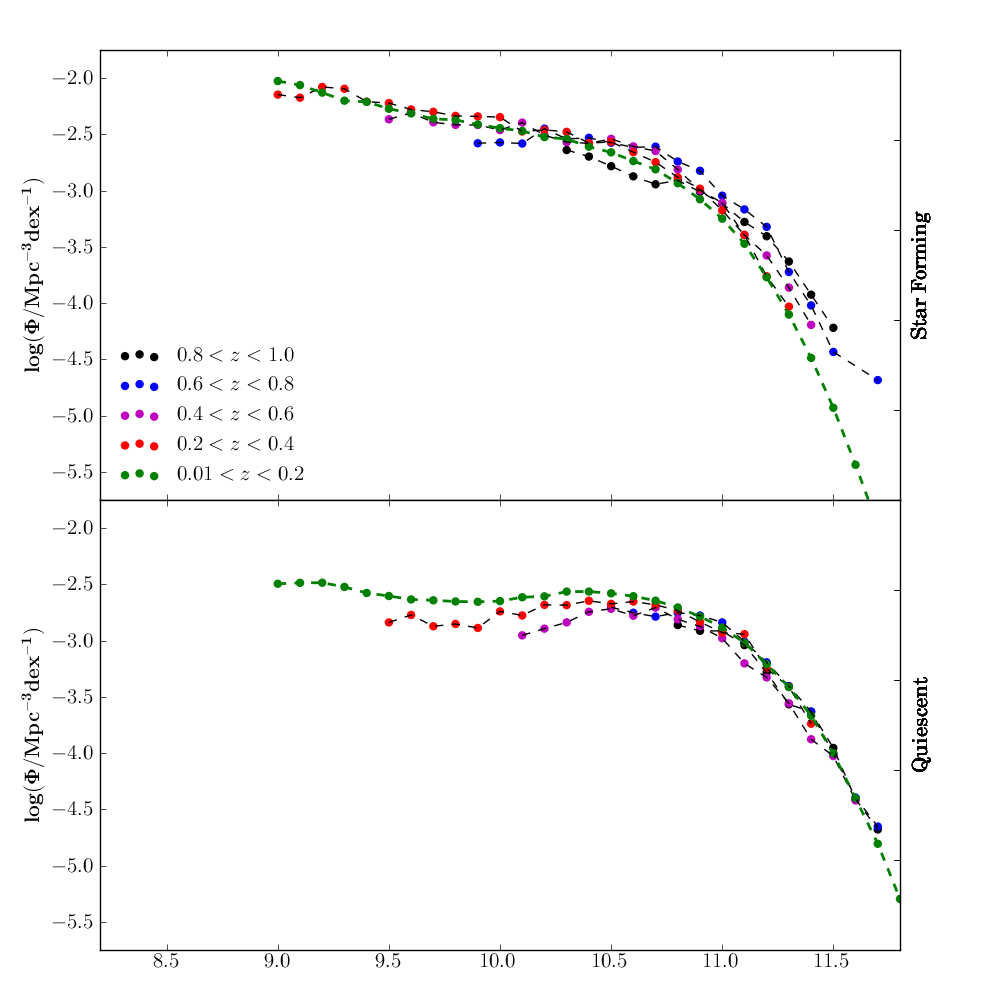 −2.0
−2.5
−3.0
−3.5
−4.0
−4.5
−5.0
−5.5
log(Φ/Mpc⁻³dex⁻¹)
Star Forming
0.8 < z < 1.0
0.6 < z < 0.8
0.4 < z < 0.6
0.2 < z < 0.4
0.01 < z < 0.2
−2.0
−2.5
−3.0
−3.5
−4.0
−4.5
−5.0
−5.5
log(Φ/Mpc⁻³dex⁻¹)
Quiescent
8.5 9.0 9.5 10.0 10.5 11.0 11.5